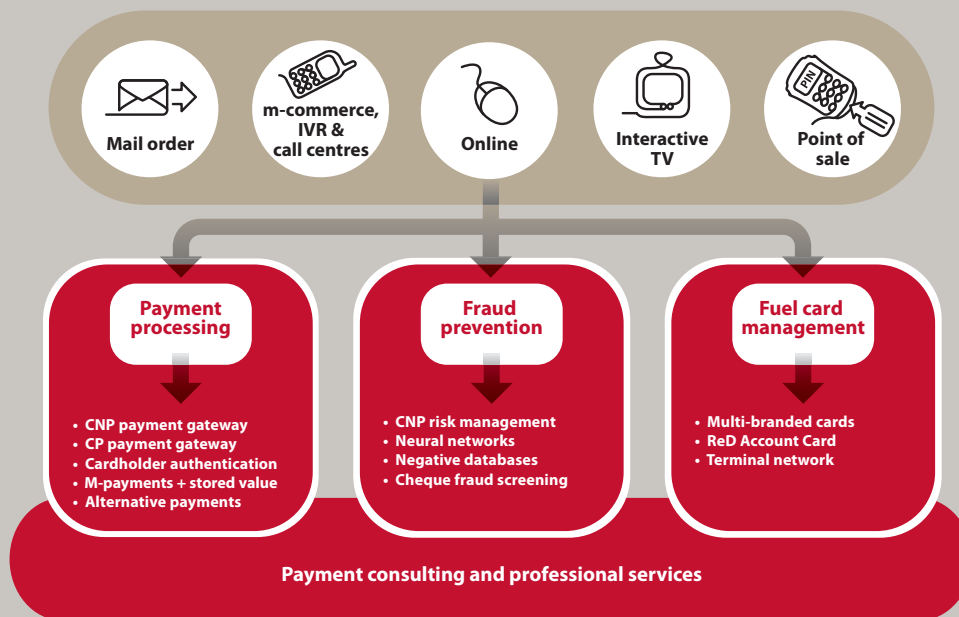 Mail order
m-commerce,
IVR &
call centres
Online
Interactive
TV
PIN
Point of
sale
Payment
processing
• CNP payment gateway
• CP payment gateway
• Cardholder authentication
• M-payments + stored value
• Alternative payments
Fraud
prevention
• CNP risk management
• Neural networks
• Negative databases
• Cheque fraud screening
Fuel card
management
• Multi-branded cards
• ReD Account Card
• Terminal network
Payment consulting and professional services